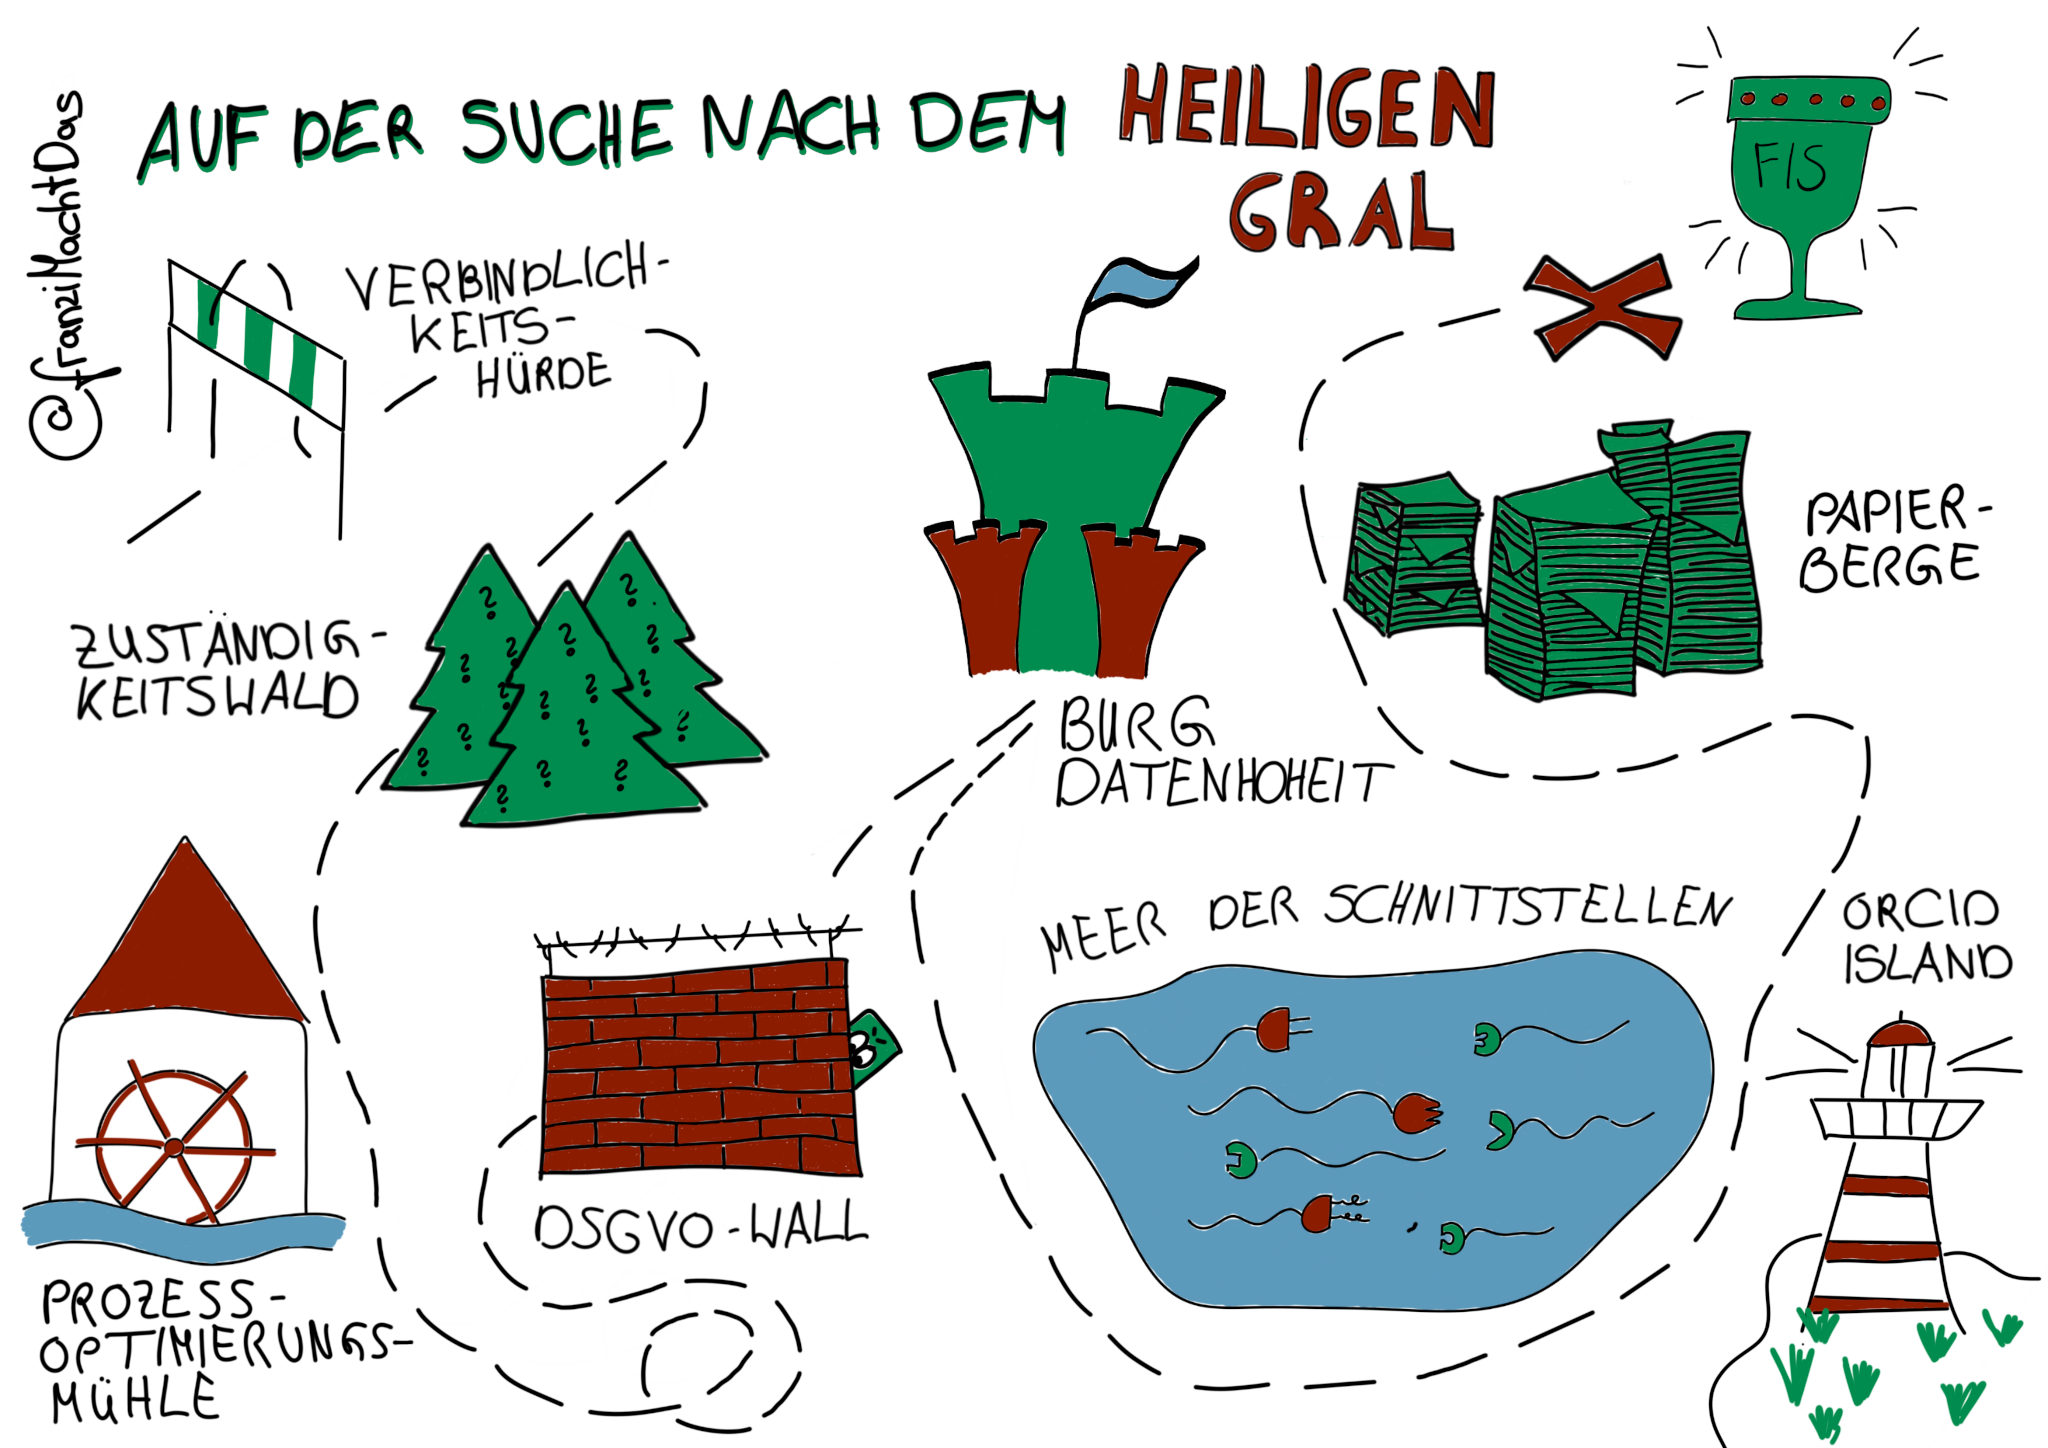 AUF DER SUCHE NACH DEM HEILIGEN
GRAL
FIS
@franziMachtDas
VERBINDLICH-
KEITS-
HÜRDE
ZUSTÄNDIG-
KEITSWALD
BURG
DATENHOHEIT
PAPIER-
BERGE
PROZESS-
OPTIMIERUNGS-
MÜHLE
DSGVO-WALL
MEER DER SCHNITTSTELLEN
ORCID
ISLAND